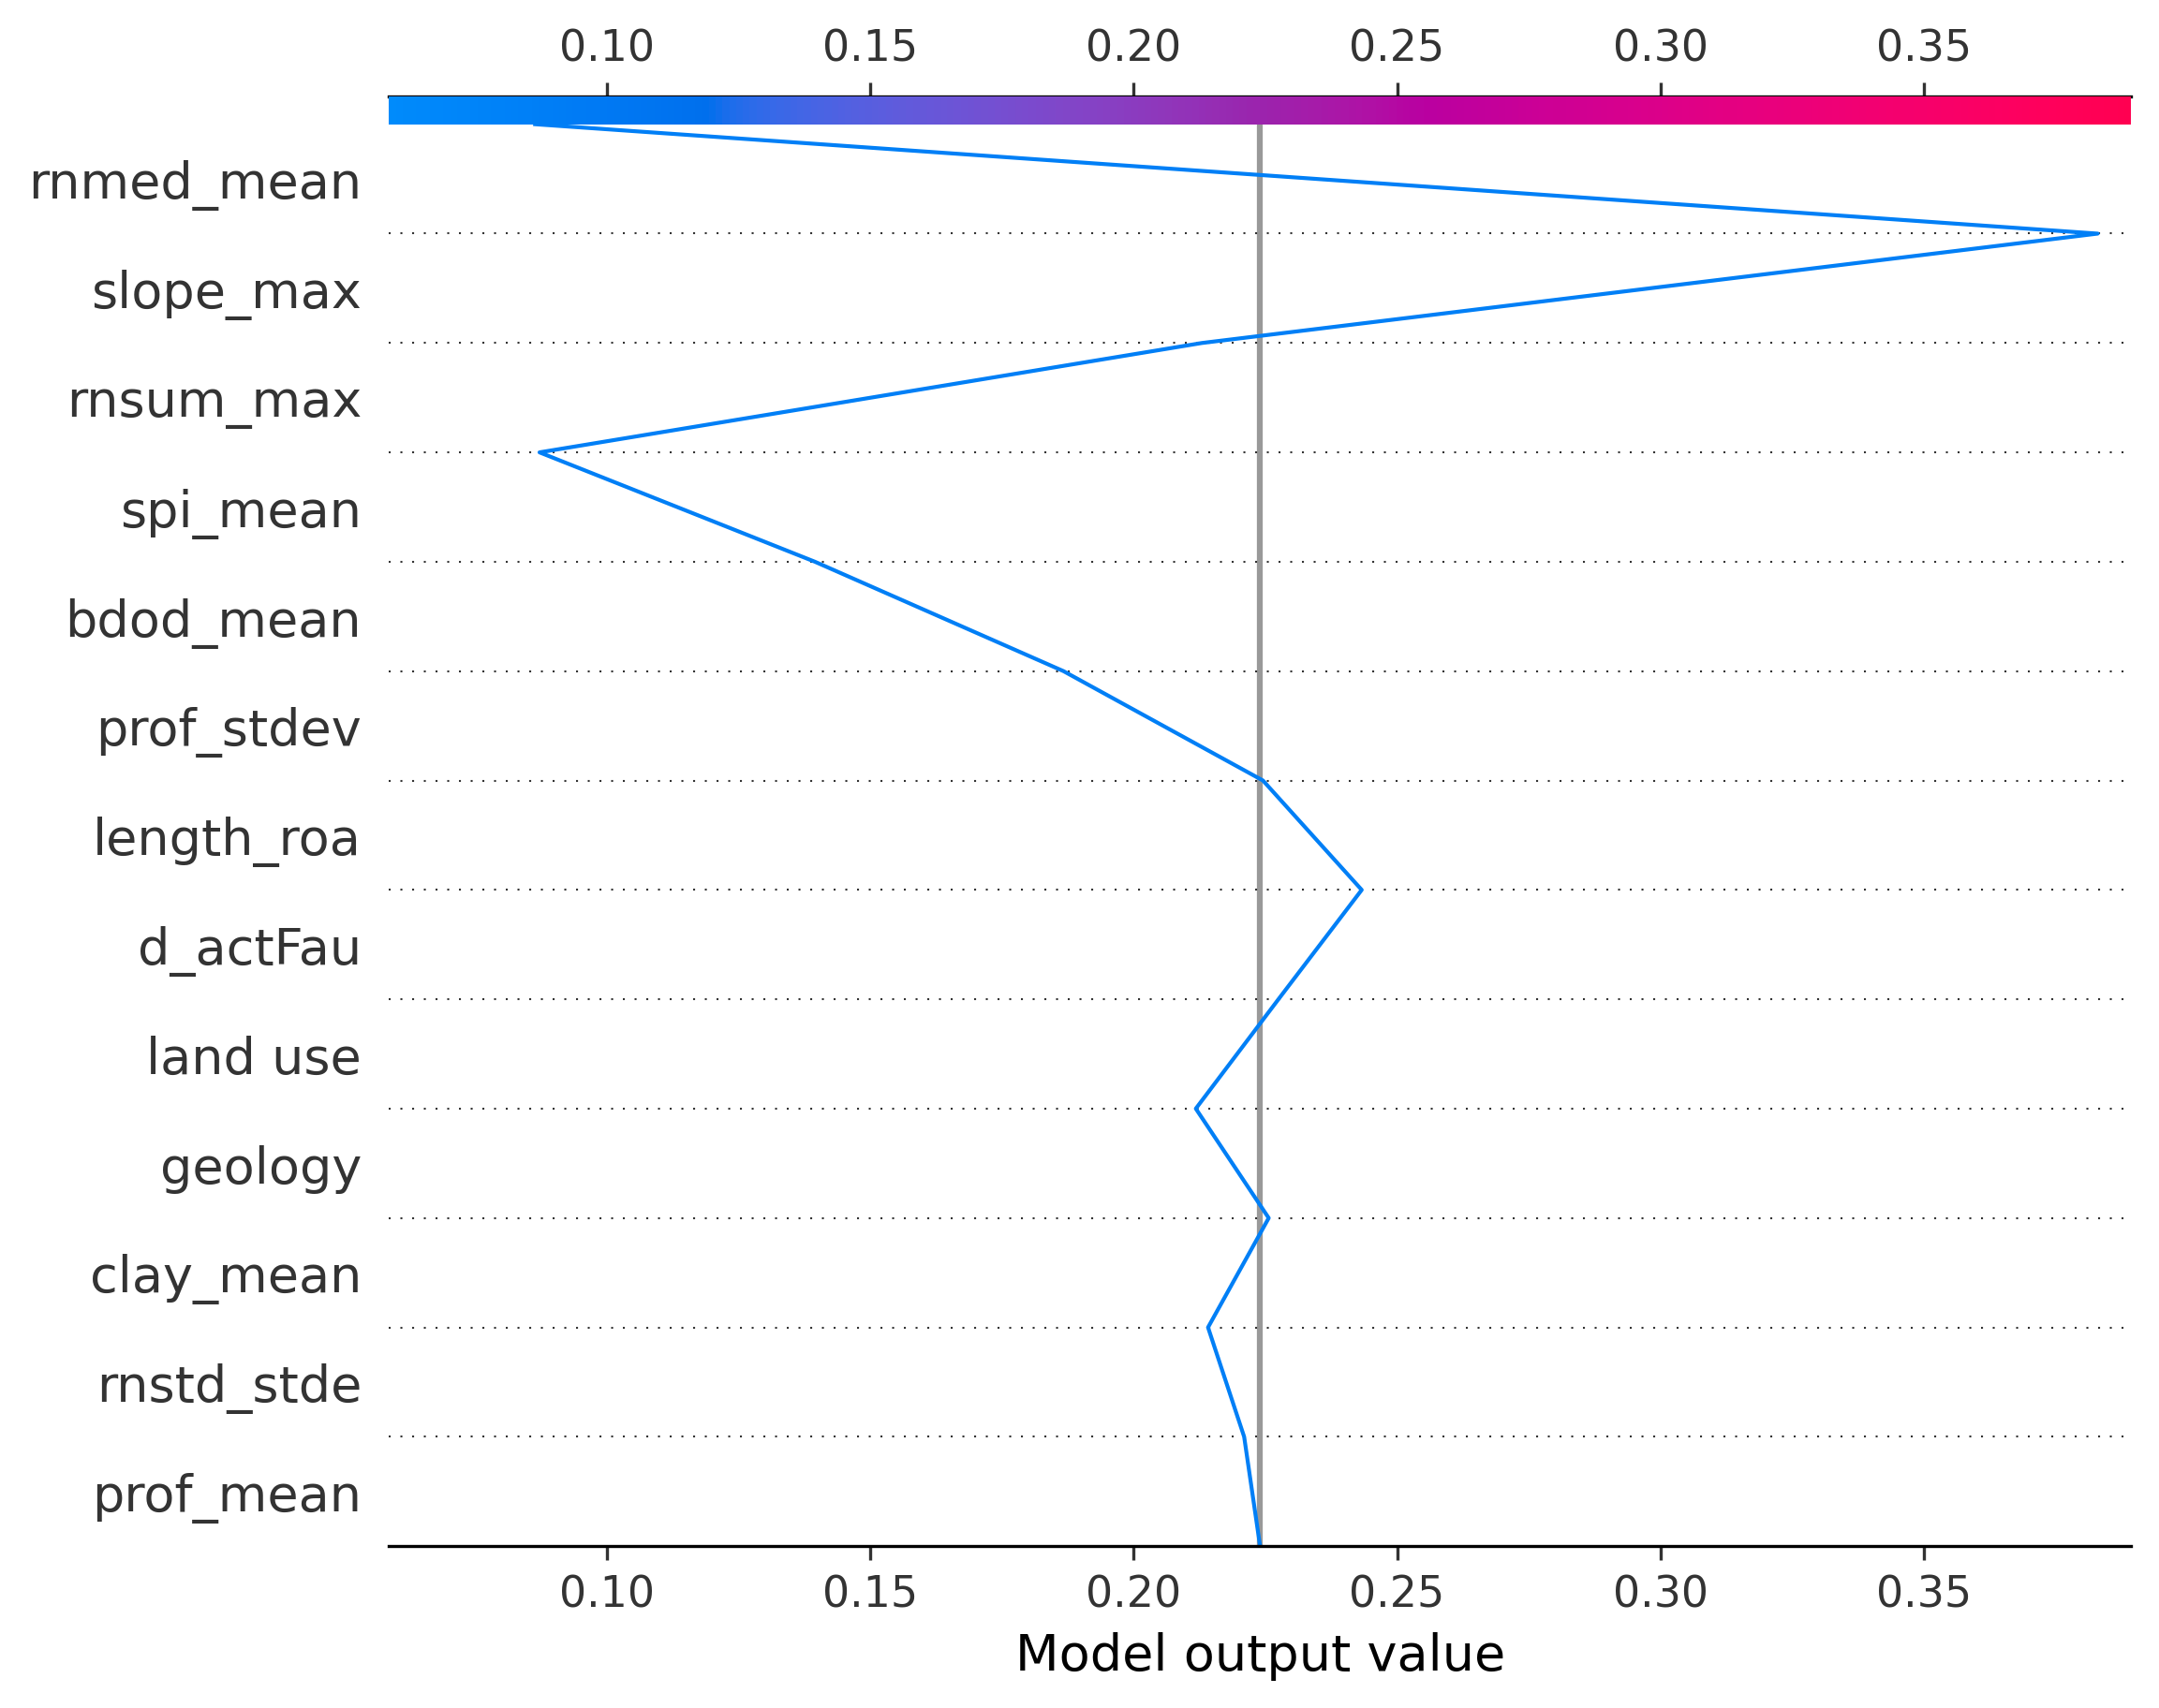 0.10 0.15 0.20 0.25 0.30 0.35
rnmed_mean
slope_max
rnsum_max
spi_mean
bdod_mean
prof_stdev
length_roa
d_actFau
land use
geology
clay_mean
rnstd_stde
prof_mean
0.10 0.15 0.20 0.25 0.30 0.35
Model output value